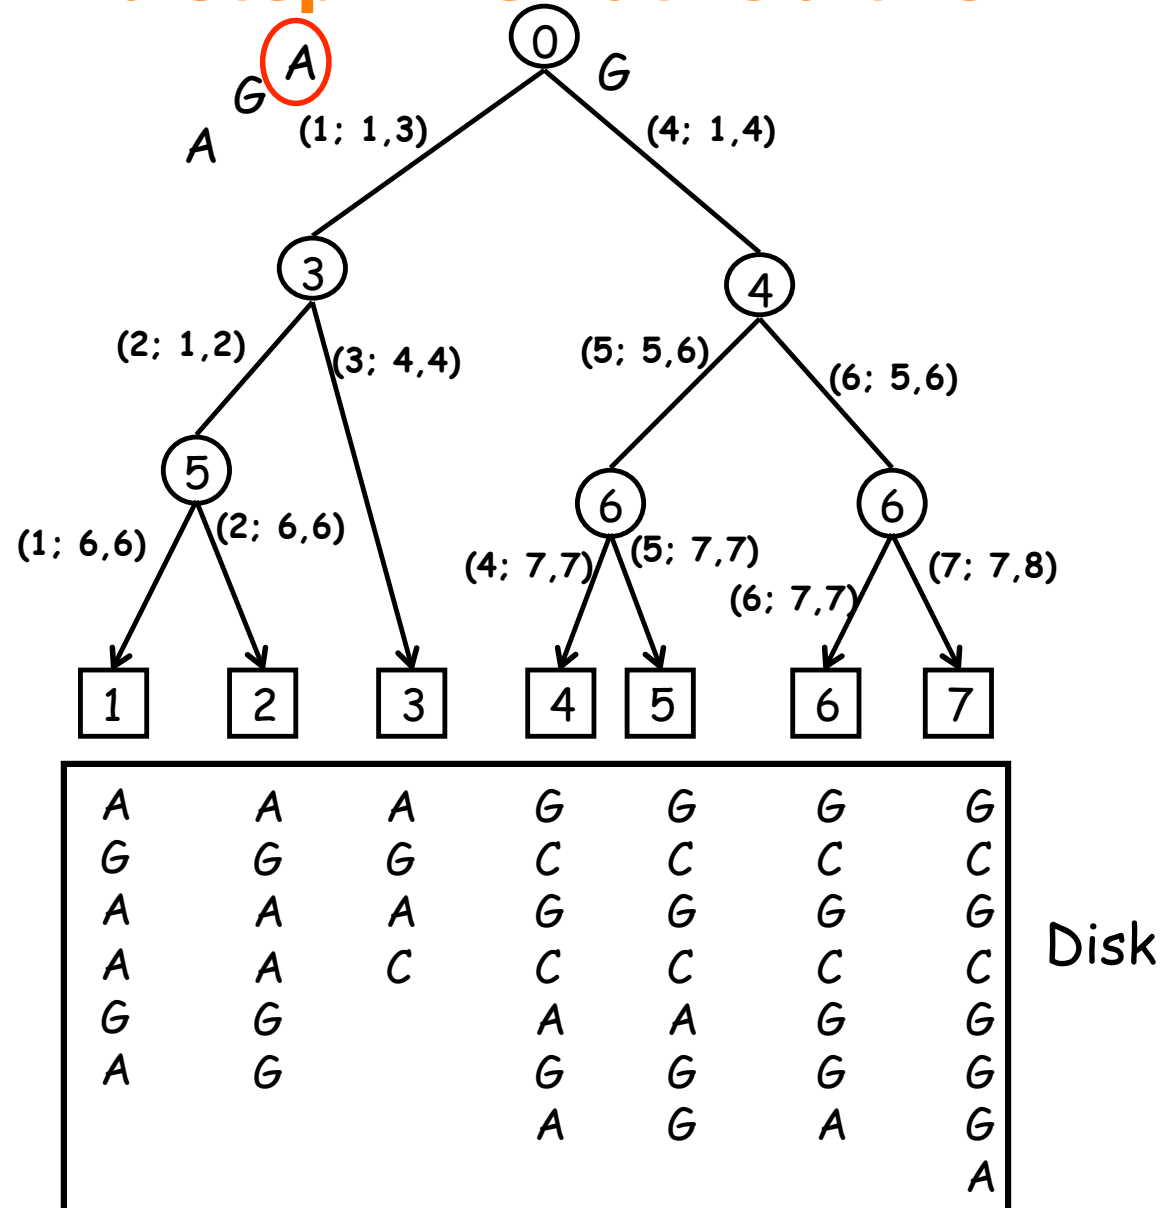 0
A
G
G
A
(1; 1,3) (4; 1,4)
3
4
(2; 1,2) (3; 4,4) (5; 5,6) (6; 5,6)
5
6 6
(1; 6,6) (2; 6,6) (4; 7,7) (5; 7,7) (6; 7,7) (7; 7,8)
1 2 3 4 5 6 7
A A A G G G G
G G G C C C C
A A A G G G G
A A C C C C C
G G A A G G
A G G G G G
A G A G
A
Disk